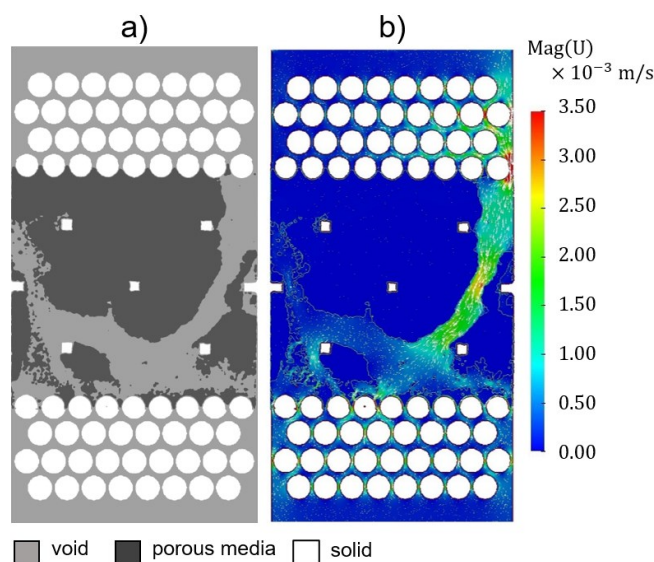 a)
b)
Mag(U)
× 10⁻³ m/s
3.50
3.00
2.50
2.00
1.50
1.00
0.50
0.00
void
porous media
solid